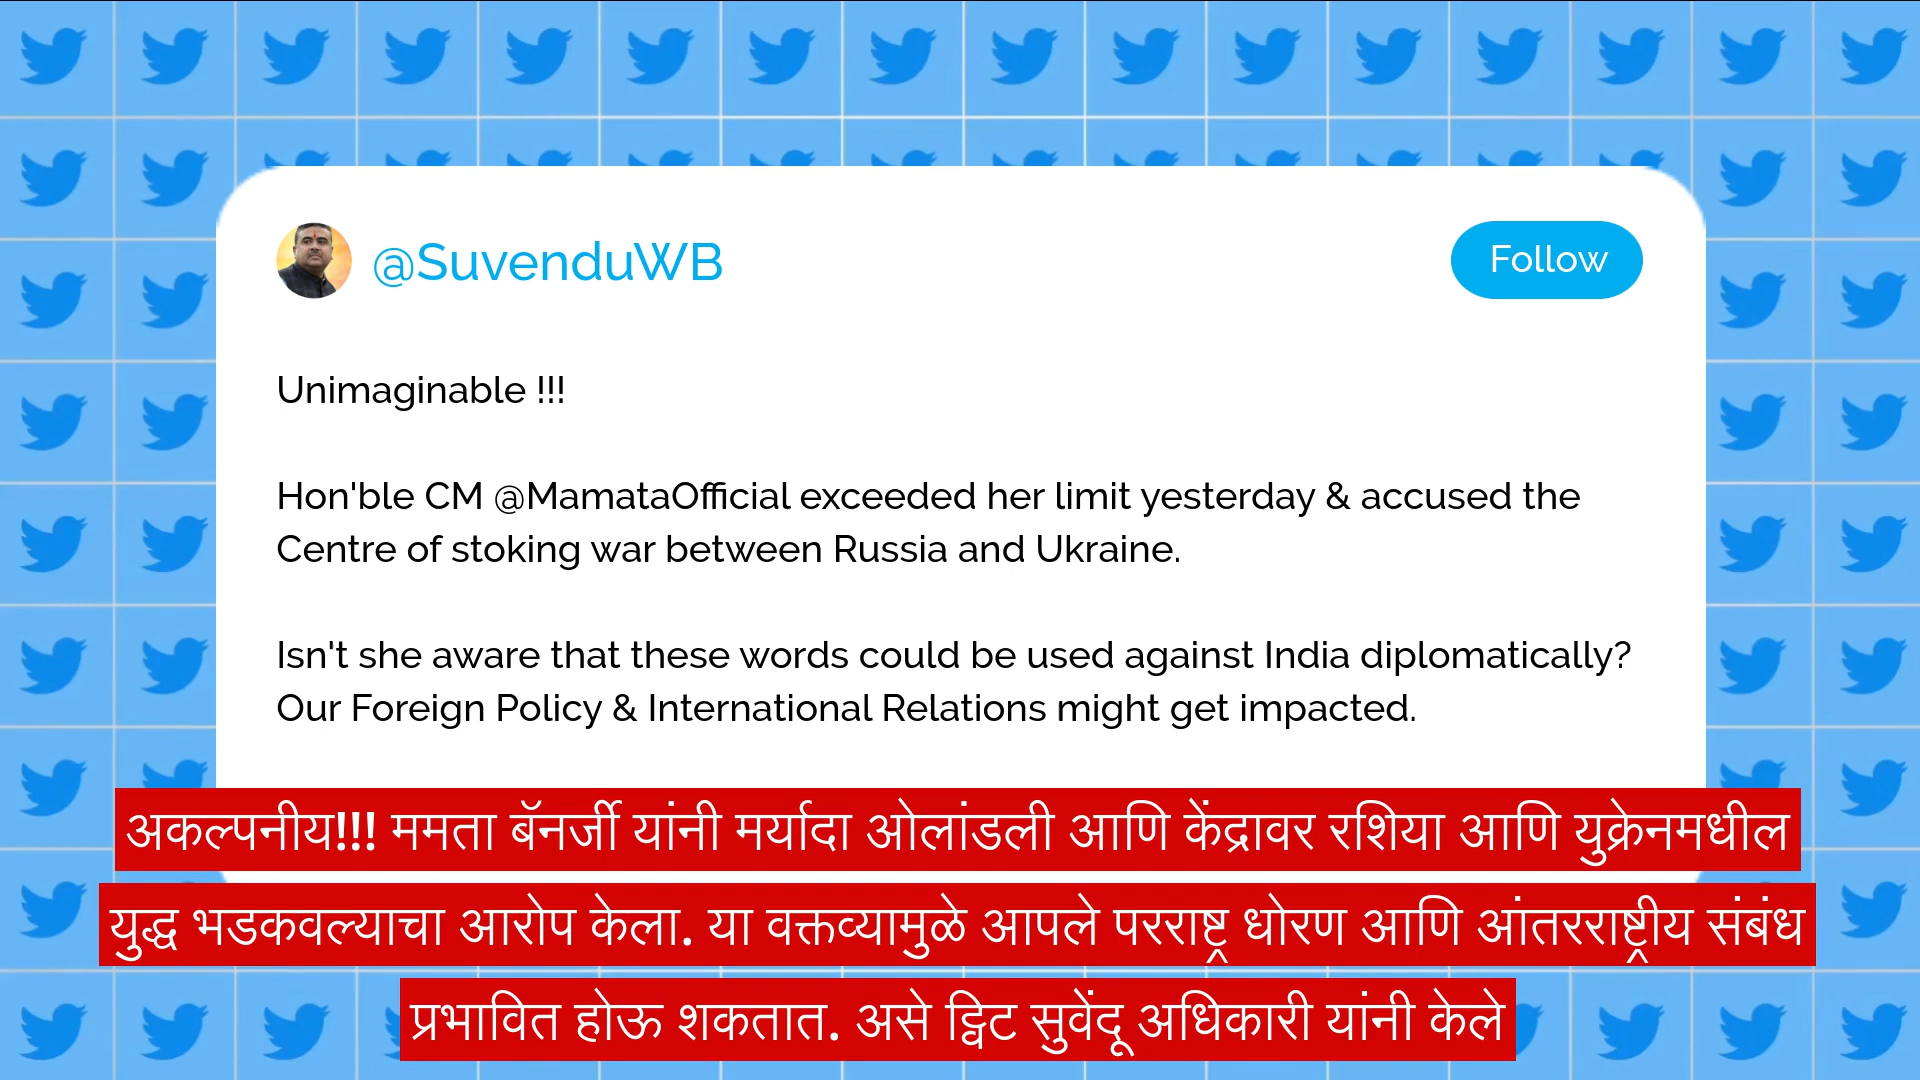 @SuvenduWB
Follow
Unimaginable !!!
Hon'ble CM @MamataOfficial exceeded her limit yesterday & accused the
Centre of stoking war between Russia and Ukraine.
Isn't she aware that these words could be used against India diplomatically?
Our Foreign Policy & International Relations might get impacted.
अकल्पनीय!!! ममता बॅनर्जी यांनी मर्यादा ओलांडली आणि केंद्रावर रशिया आणि युक्रेनमधील
युद्ध भडकवल्याचा आरोप केला. या वक्तव्यामुळे आपले परराष्ट्र धोरण आणि आंतरराष्ट्रीय संबंध
प्रभावित होऊ शकतात. असे ट्विट सुवेंदू अधिकारी यांनी केले